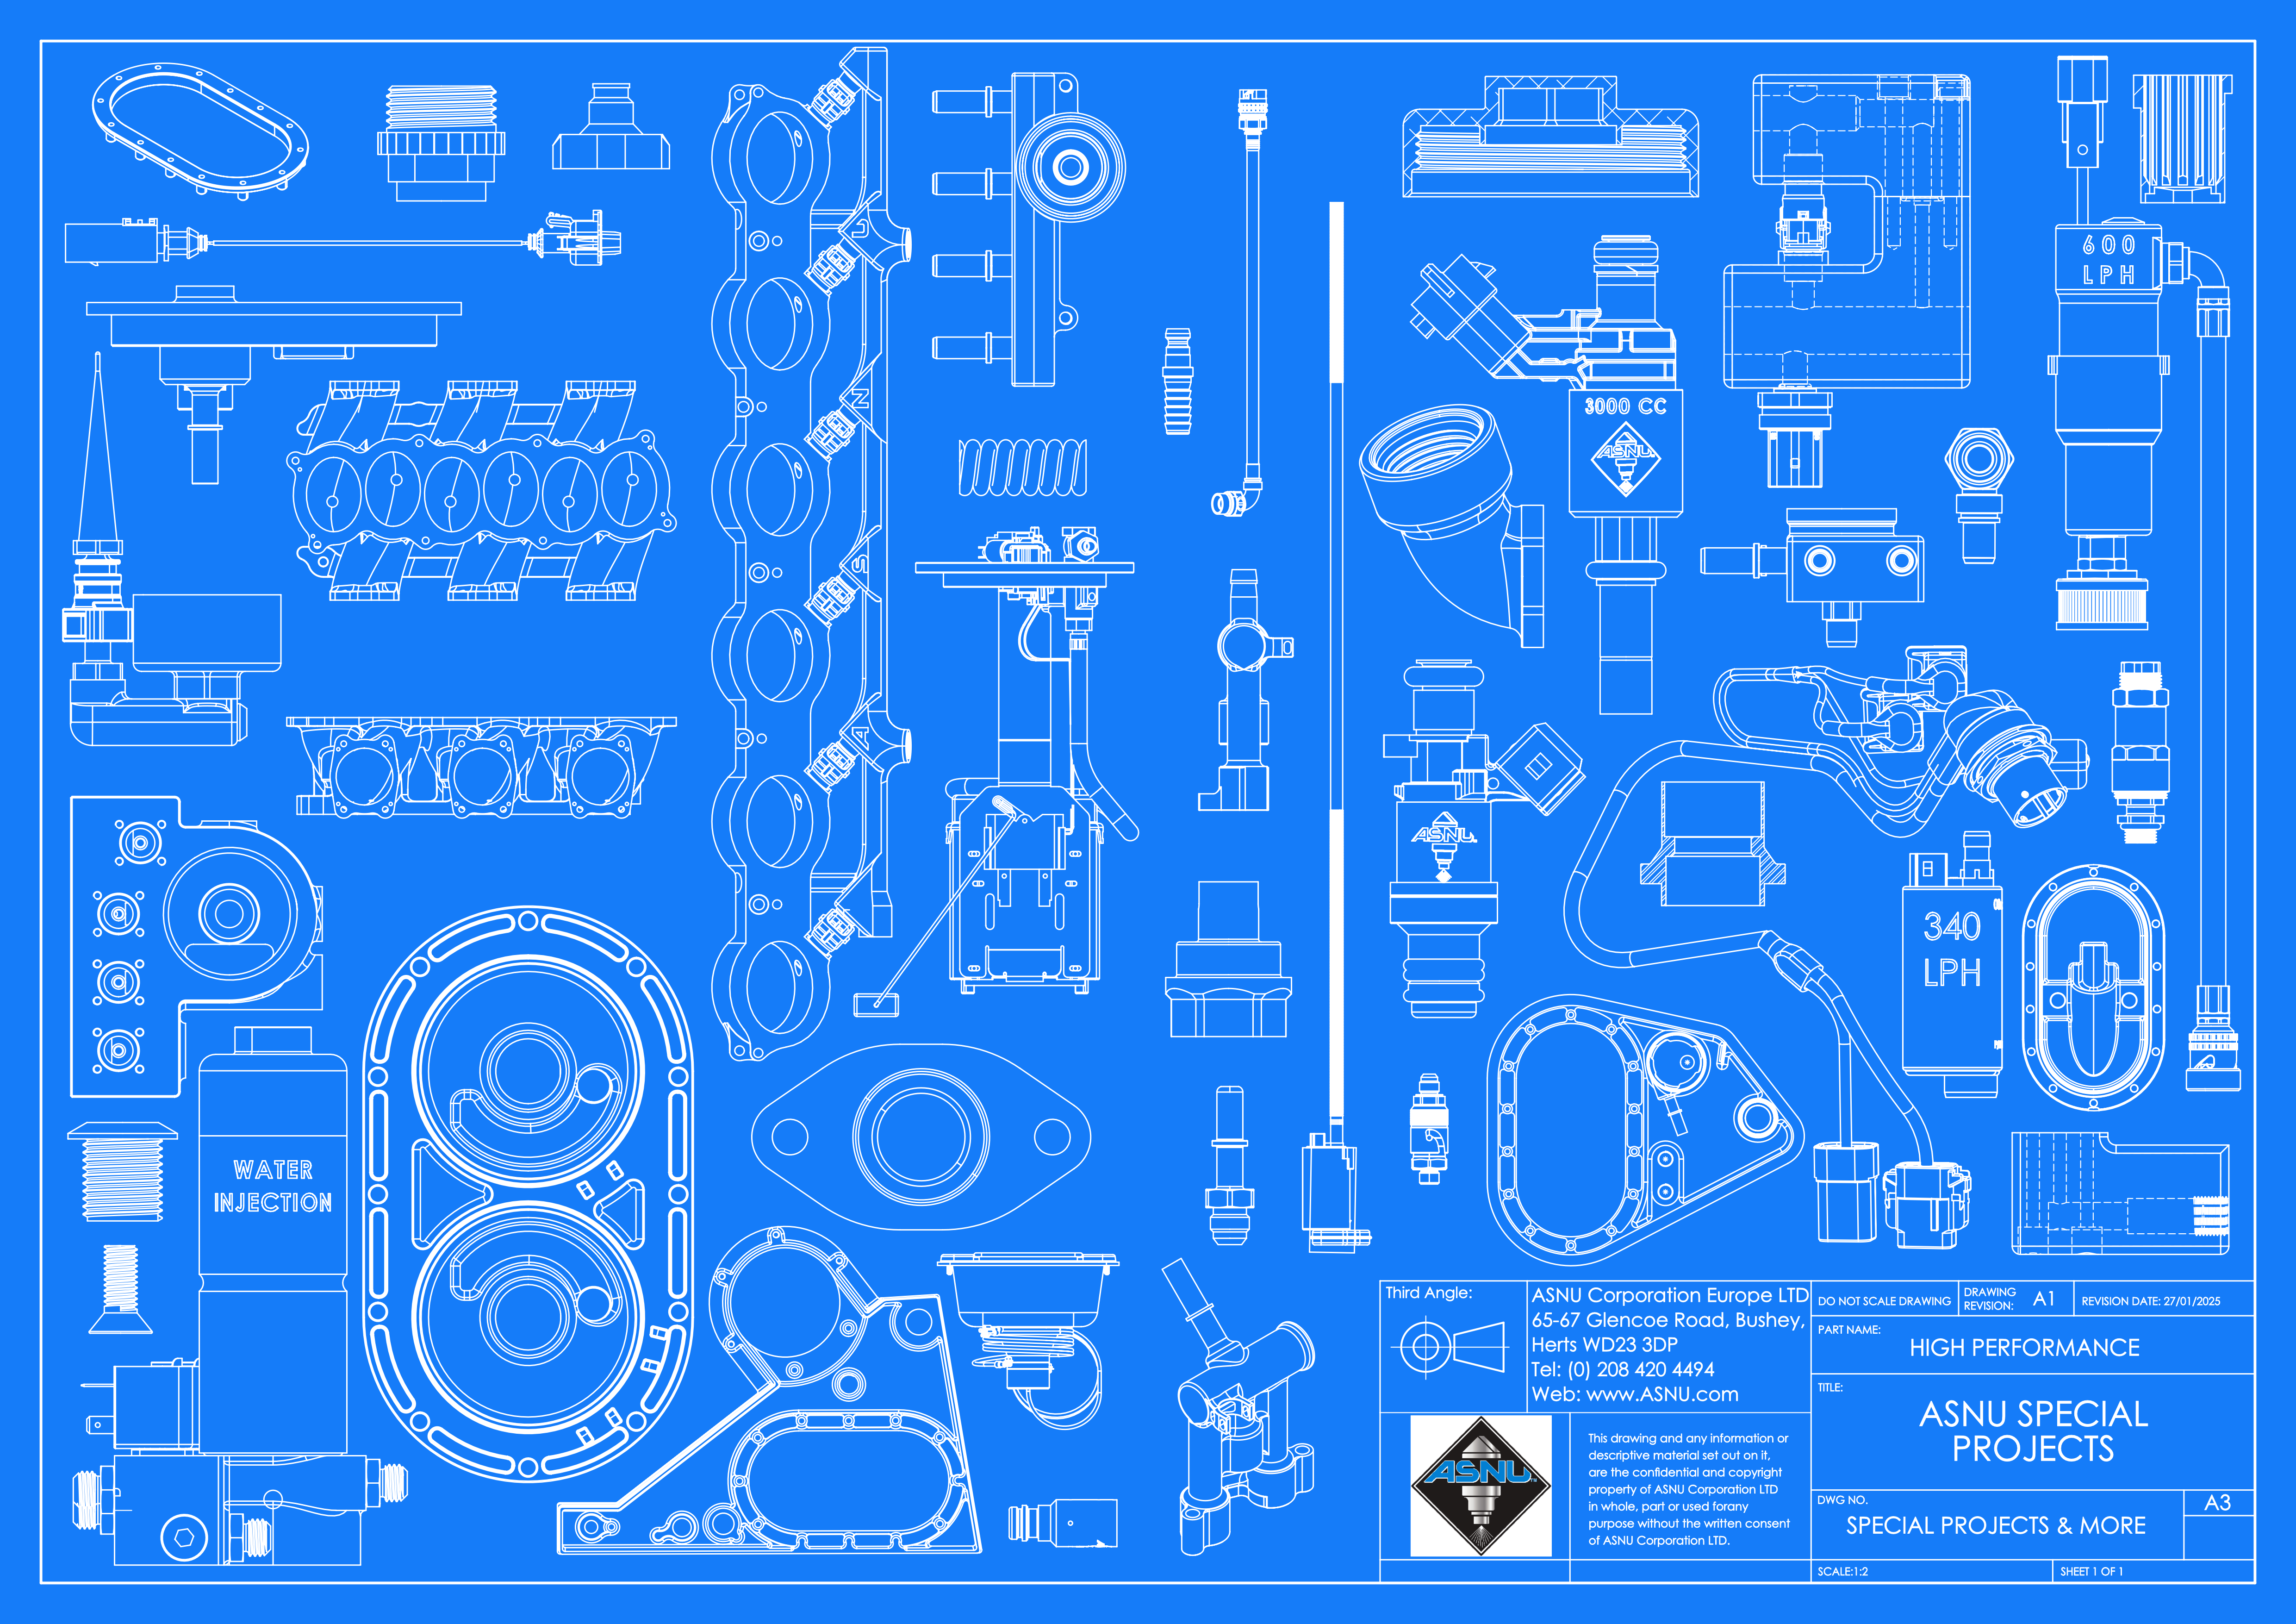 600
LPH
L
N
S
A
3000 CC
ASNU
ASNU
340
LPH
WATER
INJECTION
Third Angle:
ASNU Corporation Europe LTD
65-67 Glencoe Road, Bushey,
Herts WD23 3DP
Tel: (0) 208 420 4494
Web: www.ASNU.com
DO NOT SCALE DRAWING
DRAWING
REVISION:
A1
REVISION DATE: 27/01/2025
PART NAME:
HIGH PERFORMANCE
TITLE:
ASNU SPECIAL
PROJECTS
ASNU™
This drawing and any information or
descriptive material set out on it,
are the confidential and copyright
property of ASNU Corporation LTD
in whole, part or used forany
purpose without the written consent
of ASNU Corporation LTD.
DWG NO.
SPECIAL PROJECTS & MORE
A3
SCALE:1:2
SHEET 1 OF 1